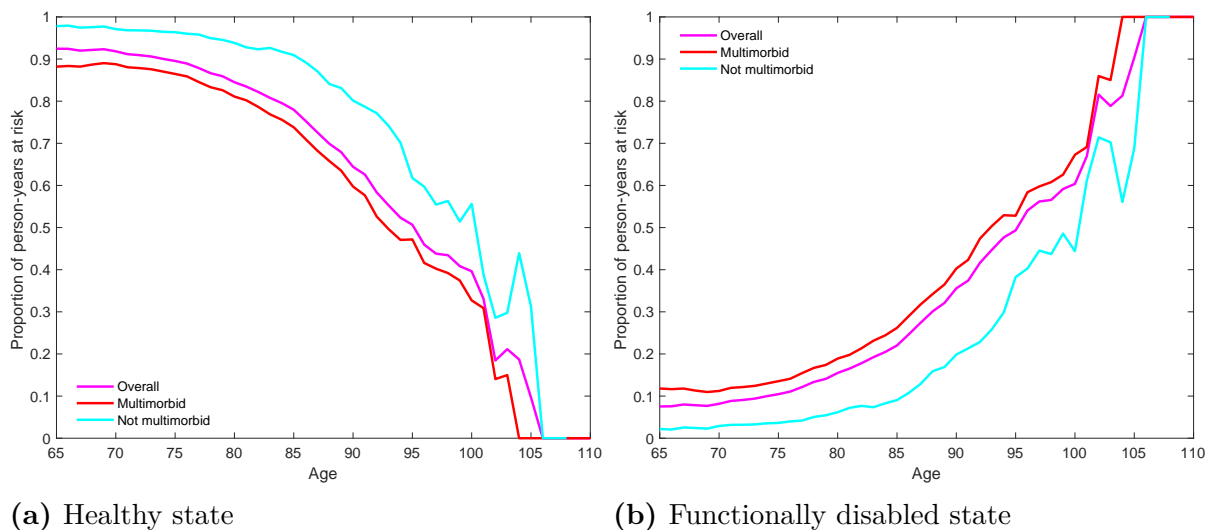 1
0.9
0.8
0.7
0.6
0.5
0.4
0.3
0.2
0.1
0
Proportion of person-years at risk
Overall
Multimorbid
Not multimorbid
65 70 75 80 85 90 95 100 105 110
Age
(a) Healthy state
1
0.9
0.8
0.7
0.6
0.5
0.4
0.3
0.2
0.1
0
Proportion of person-years at risk
Overall
Multimorbid
Not multimorbid
65 70 75 80 85 90 95 100 105 110
Age
(b) Functionally disabled state